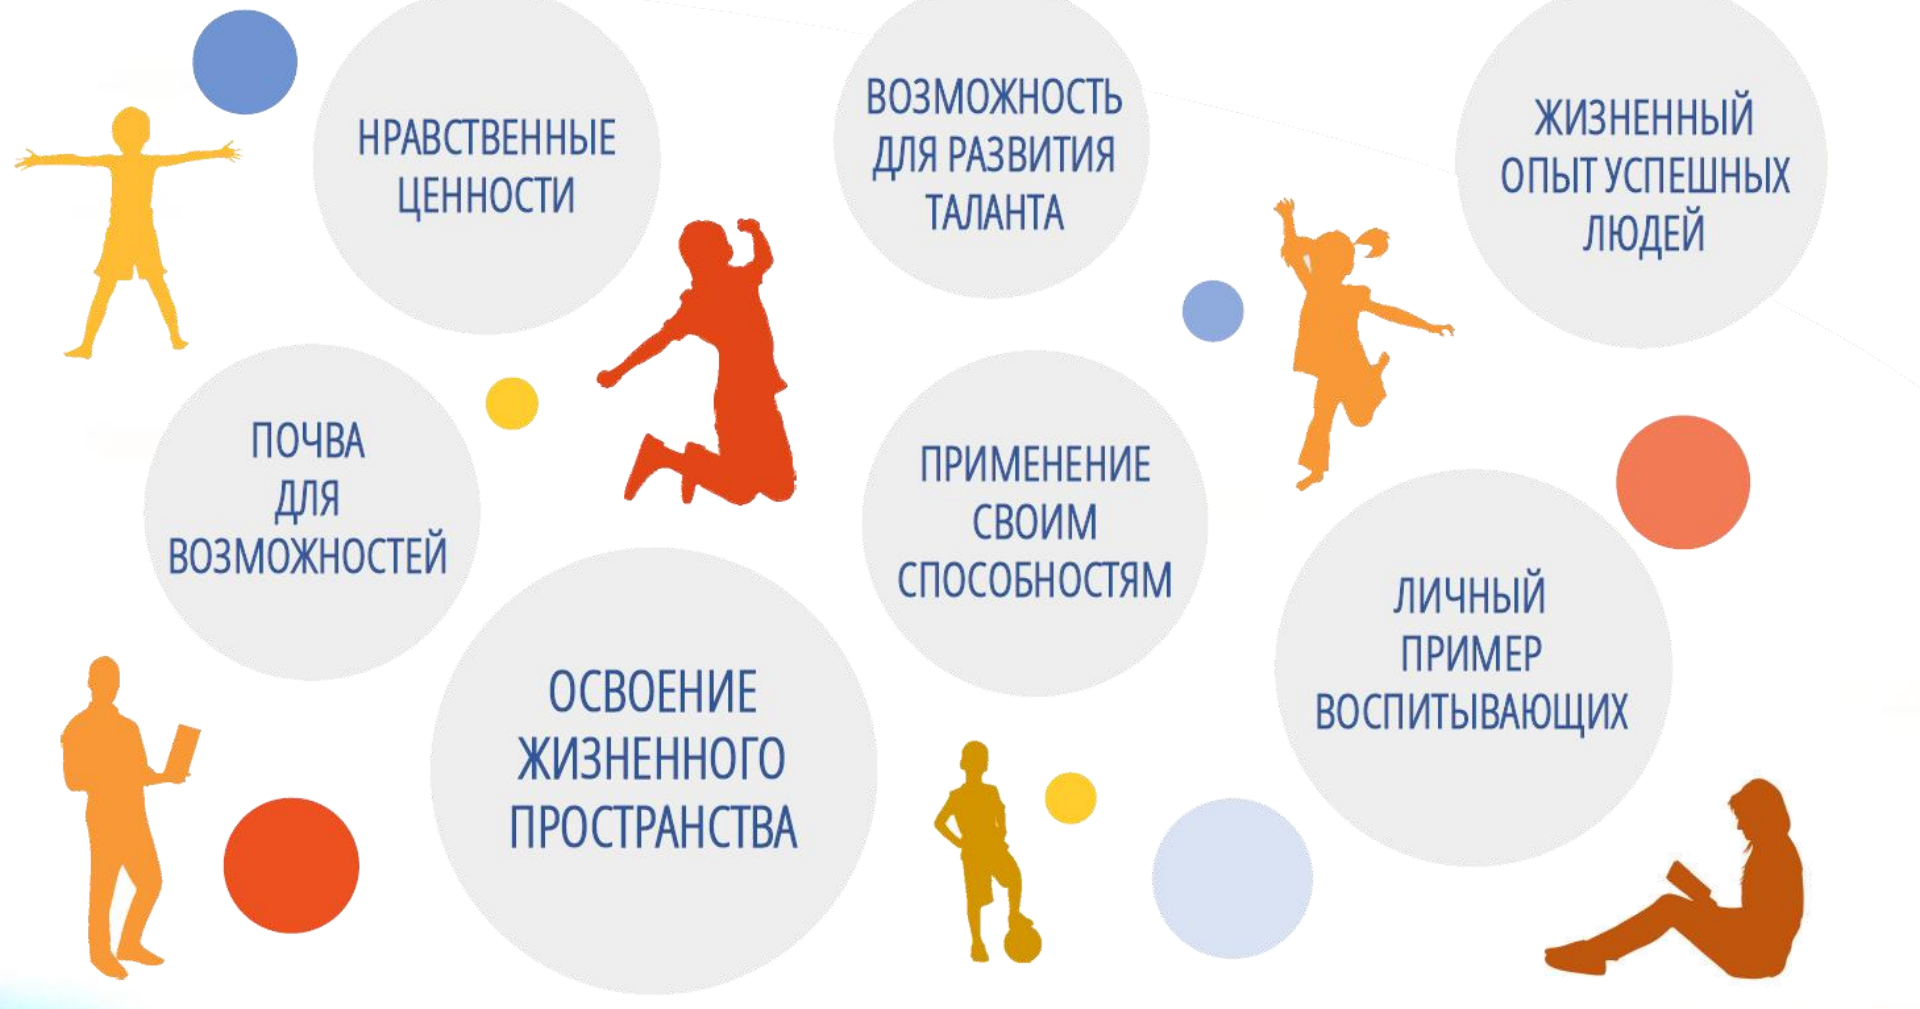 НРАВСТВЕННЫЕ
ЦЕННОСТИ
ВОЗМОЖНОСТЬ
ДЛЯ РАЗВИТИЯ
ТАЛАНТА
ЖИЗНЕННЫЙ
ОПЫТ УСПЕШНЫХ
ЛЮДЕЙ
ПОЧВА
ДЛЯ
ВОЗМОЖНОСТЕЙ
ПРИМЕНЕНИЕ
СВОИМ
СПОСОБНОСТЯМ
ЛИЧНЫЙ
ПРИМЕР
ВОСПИТЫВАЮЩИХ
ОСВОЕНИЕ
ЖИЗНЕННОГО
ПРОСТРАНСТВА